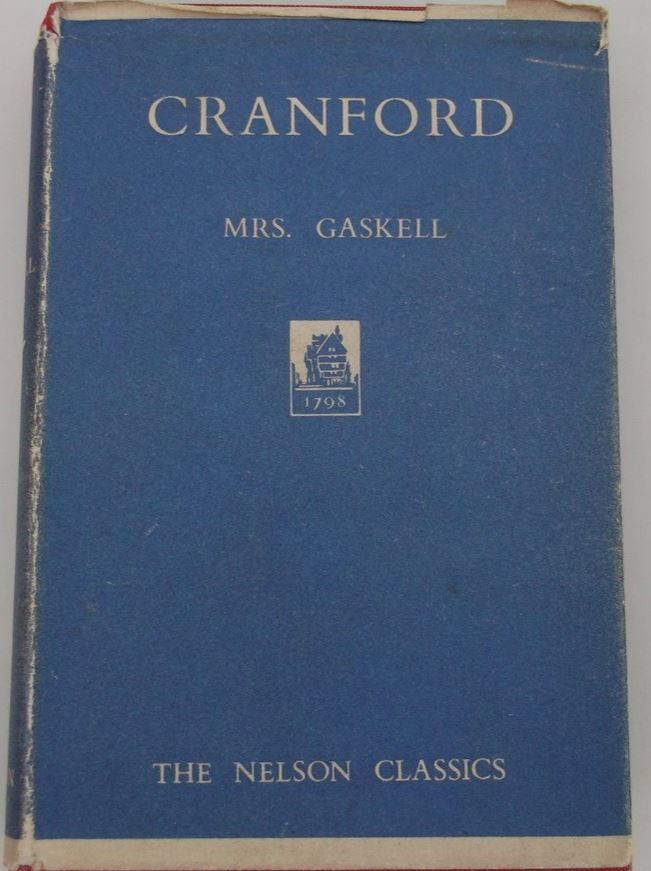 CRANFORD
MRS. GASKELL
1798
THE NELSON CLASSICS